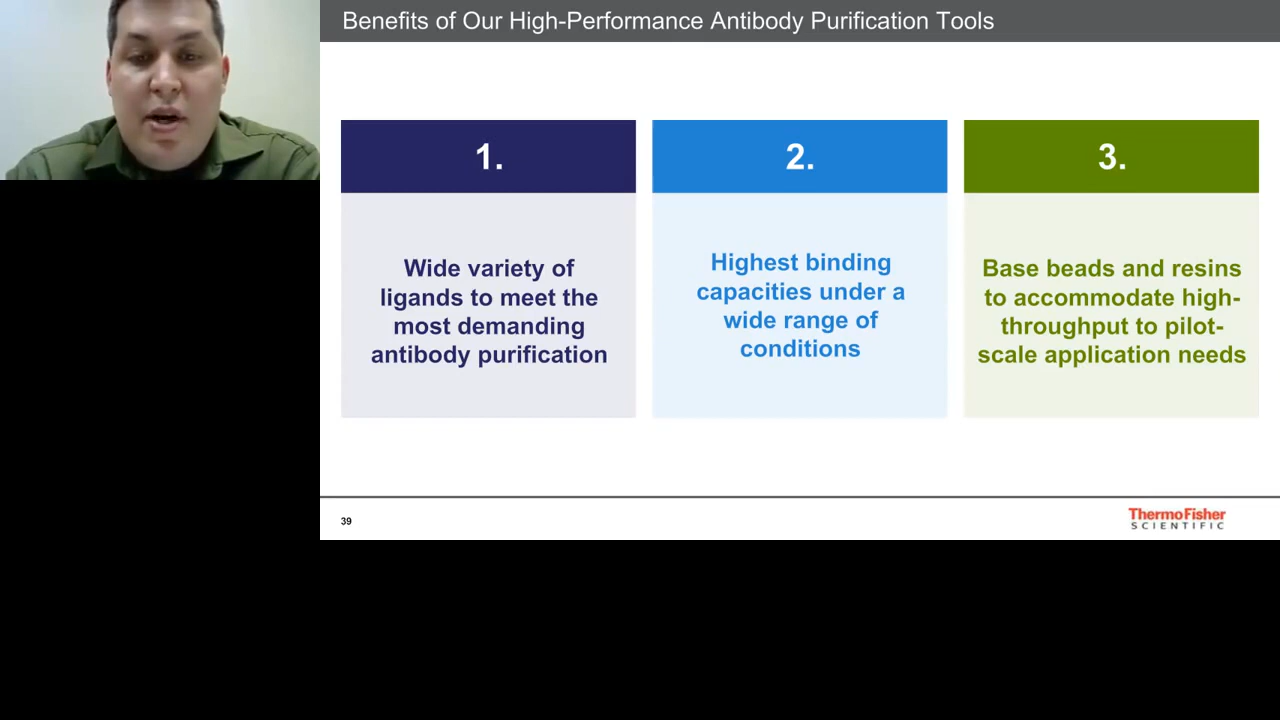 Benefits of Our High-Performance Antibody Purification Tools
1.
Wide variety of
ligands to meet the
most demanding
antibody purification
2.
Highest binding
capacities under a
wide range of
conditions
3.
Base beads and resins
to accommodate high-
throughput to pilot-
scale application needs
39
ThermoFisher
SCIENTIFIC